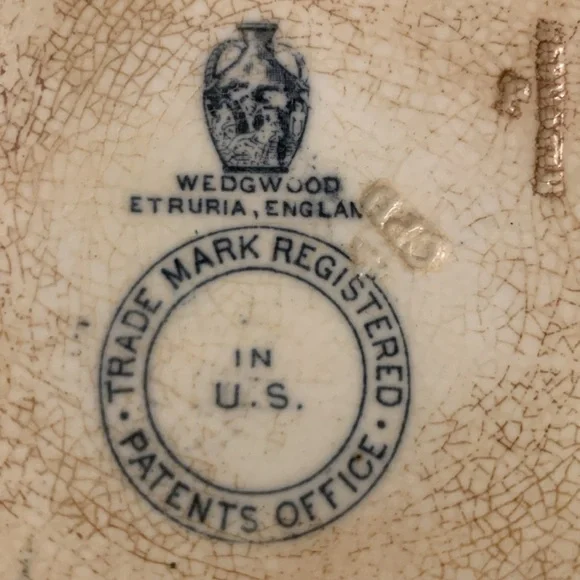 WEDGWOOD
ETRURIA, ENGLAN
· TRADE MARK REGISTERED ·
PATENTS OFFICE
IN
U.S.